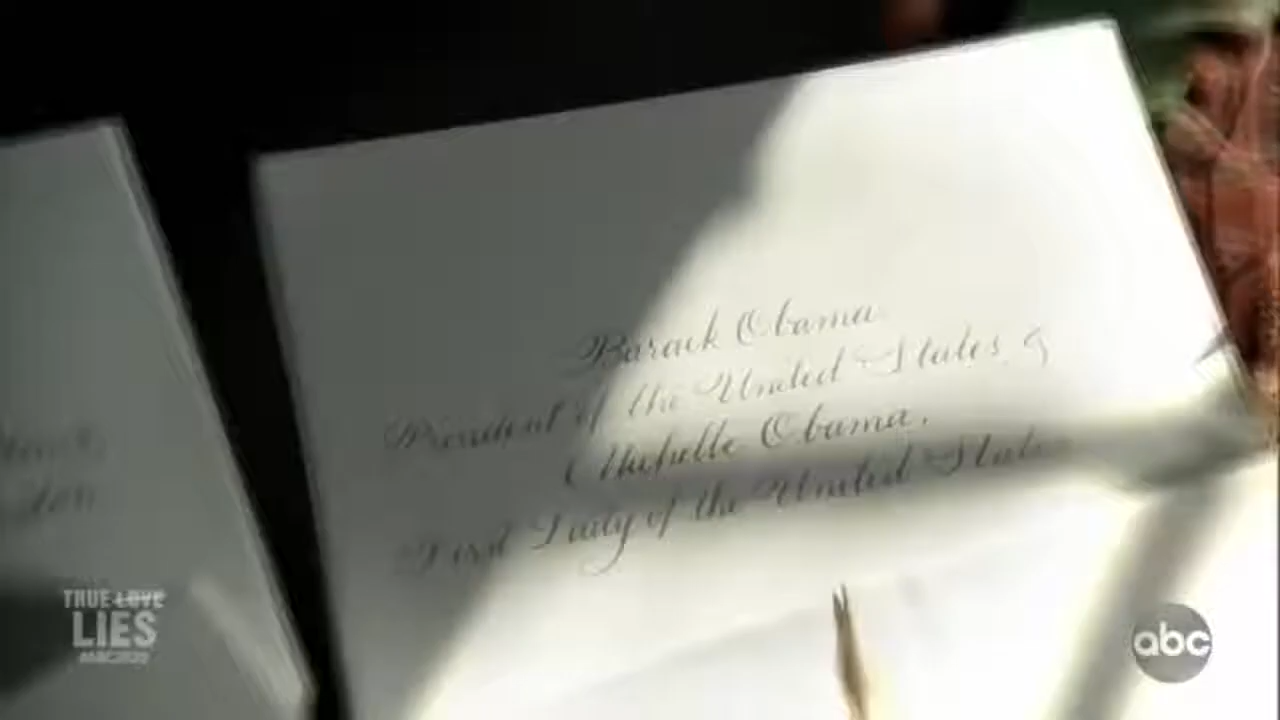 Barack Obama
President of the United States &
Michelle Obama,
First Lady of the United States
TRUE LOVE
LIES
#ABC2020
abc